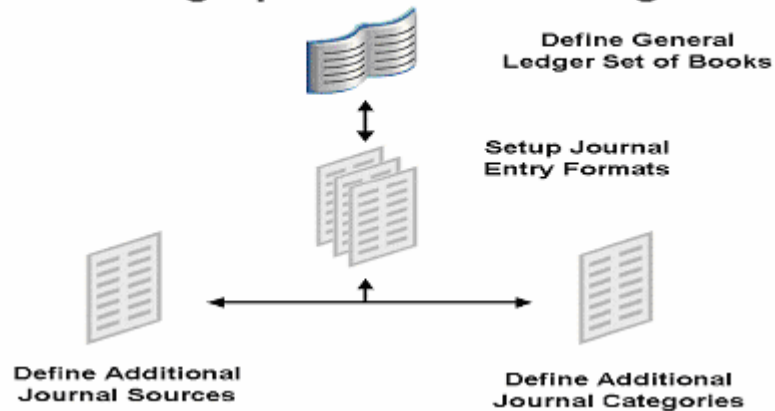 Define General
Ledger Set of Books
Setup Journal
Entry Formats
Define Additional
Journal Sources
Define Additional
Journal Categories